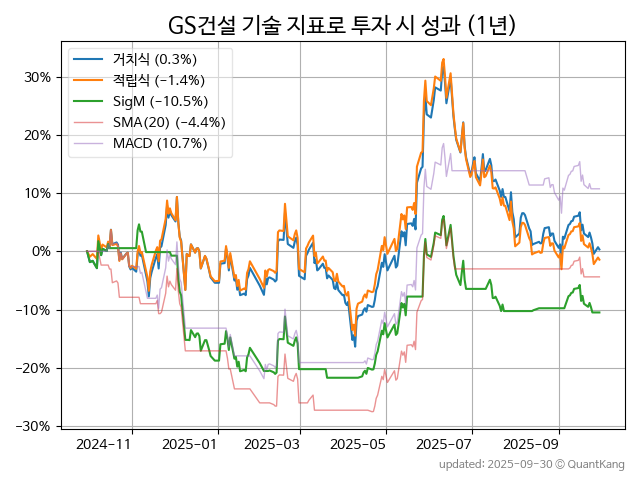 GS건설 기술 지표로 투자 시 성과 (1년)
거치식 (0.3%)
적립식 (−1.4%)
SigM (−10.5%)
SMA(20) (−4.4%)
MACD (10.7%)
30%
20%
10%
0%
−10%
−20%
−30%
2024−11 2025−01 2025−03 2025−05 2025−07 2025−09
updated: 2025−09−30 © QuantKang